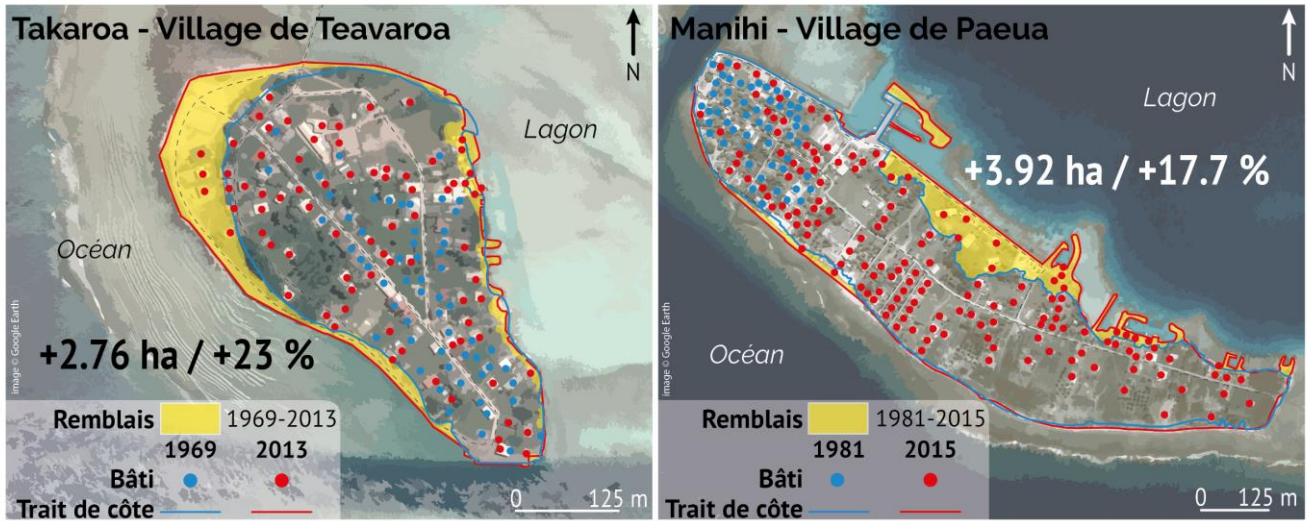 Takaroa - Village de Teavaroa
N
Lagon
Océan
+2.76 ha / +23 %
image © Google Earth
Remblais 1969-2013
1969 2013
Bâti
Trait de côte
0 125 m
Manihi - Village de Paeua
N
Lagon
+3.92 ha / +17.7 %
Océan
image © Google Earth
Remblais 1981-2015
1981 2015
Bâti
Trait de côte
0 125 m